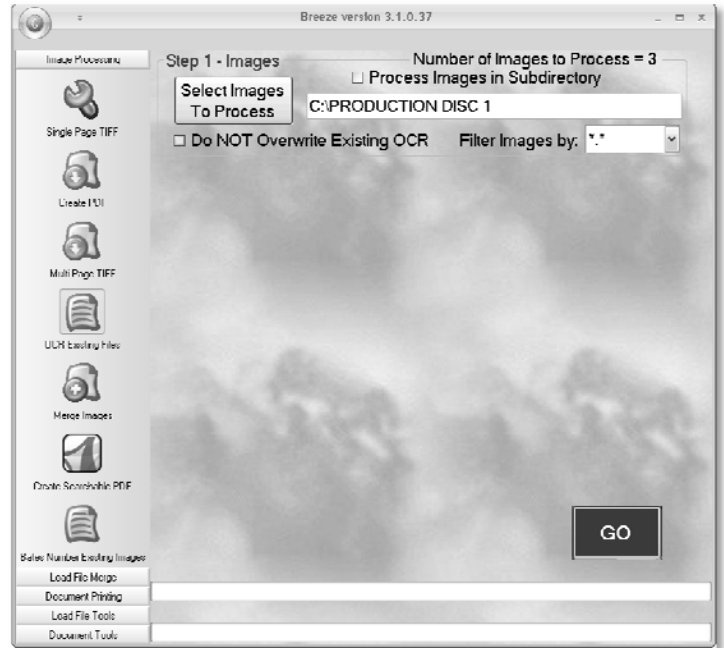 Breeze version 3.1.0.37
Image Processing
Single Page TIFF
Create PDF
Multi Page TIFF
OCR Existing Files
Merge Images
Create Searchable PDF
Bates Number Existing Images
Load File Merge
Document Printing
Load File Tools
Document Tools
Step 1 - Images
Number of Images to Process = 3
Process Images in Subdirectory
Select Images
To Process
C:\PRODUCTION DISC 1
Do NOT Overwrite Existing OCR
Filter Images by: *.*
GO